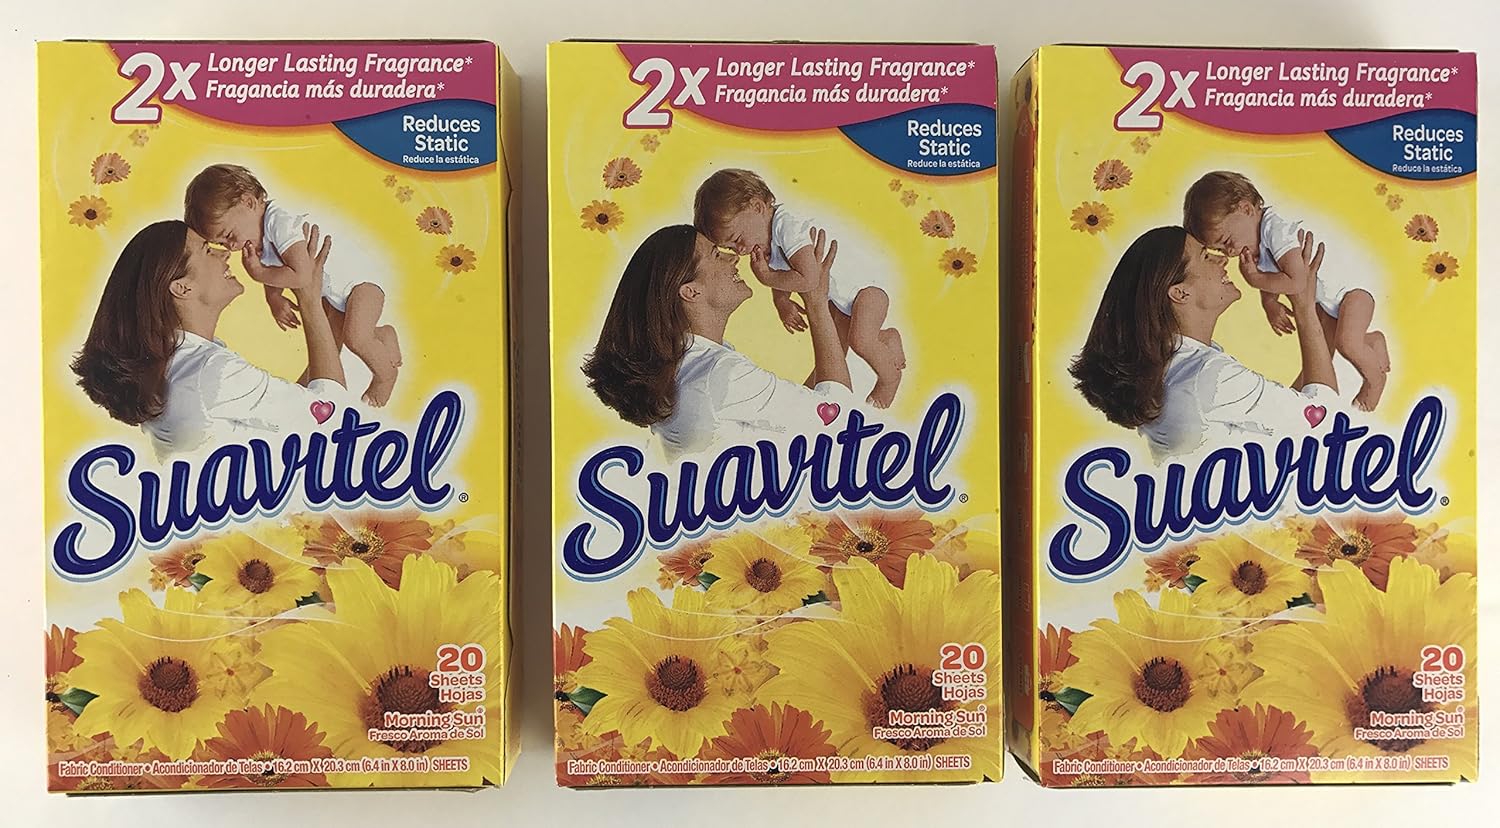 2x Longer Lasting Fragrance*
Fragancia más duradera*
Reduces
Static
Reduce la estática
Suavitel®
20
Sheets
Hojas
Morning Sun®
Fresco Aroma de Sol
Fabric Conditioner • Acondicionador de Telas • 16.2 cm X 20.3 cm (6.4 in X 8.0 in) SHEETS
2x Longer Lasting Fragrance*
Fragancia más duradera*
Reduces
Static
Reduce la estática
Suavitel®
20
Sheets
Hojas
Morning Sun®
Fresco Aroma de Sol
Fabric Conditioner • Acondicionador de Telas • 16.2 cm X 20.3 cm (6.4 in X 8.0 in) SHEETS
2x Longer Lasting Fragrance*
Fragancia más duradera*
Reduces
Static
Reduce la estática
Suavitel®
20
Sheets
Hojas
Morning Sun®
Fresco Aroma de Sol
Fabric Conditioner • Acondicionador de Telas • 16.2 cm X 20.3 cm (6.4 in X 8.0 in) SHEETS